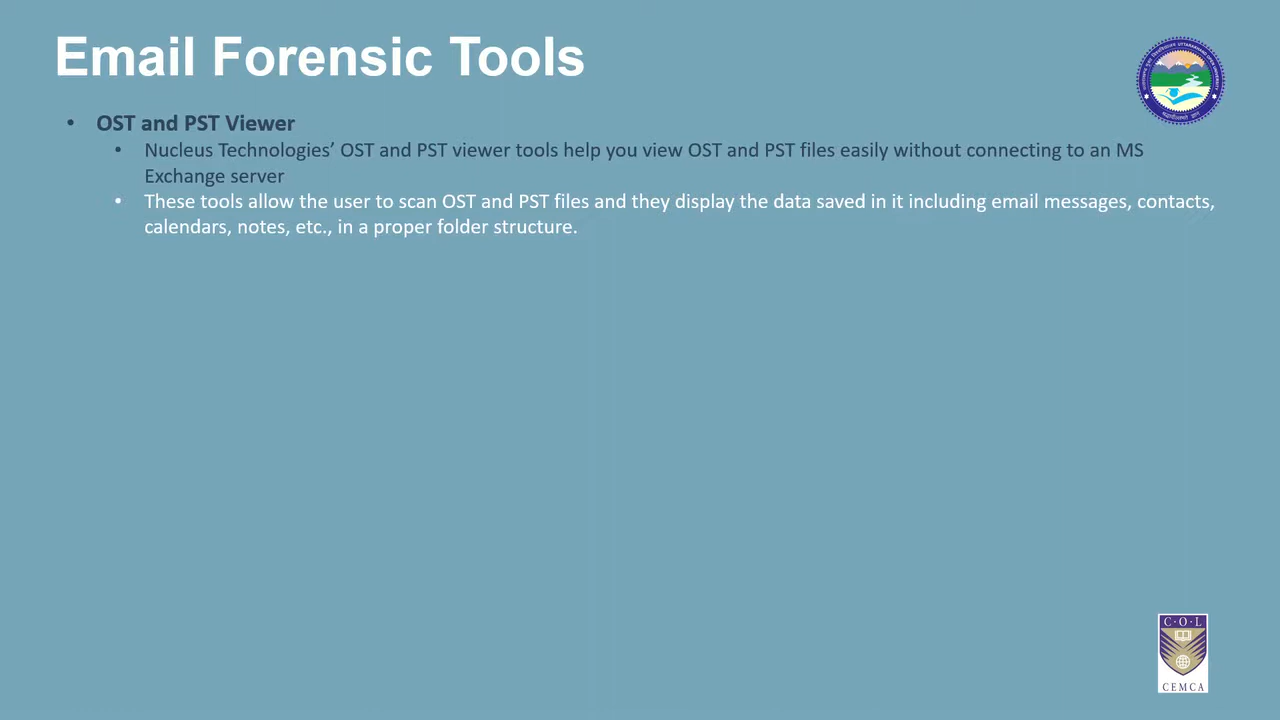 Email Forensic Tools
• OST and PST Viewer
• Nucleus Technologies’ OST and PST viewer tools help you view OST and PST files easily without connecting to an MS
Exchange server
• These tools allow the user to scan OST and PST files and they display the data saved in it including email messages, contacts,
calendars, notes, etc., in a proper folder structure.
C·O·L
CEMCA